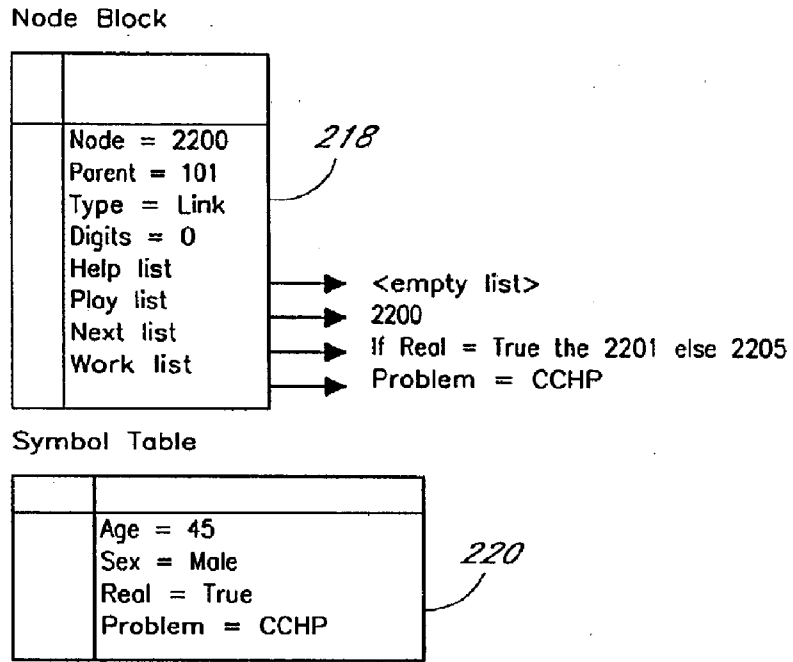 Node Block
Node = 2200
218
Parent = 101
Type = Link
Digits = 0
Help list
<empty list>
Play list
2200
Next list
If Real = True the 2201 else 2205
Work list
Problem = CCHP
Symbol Table
Age = 45
Sex = Male
220
Real = True
Problem = CCHP